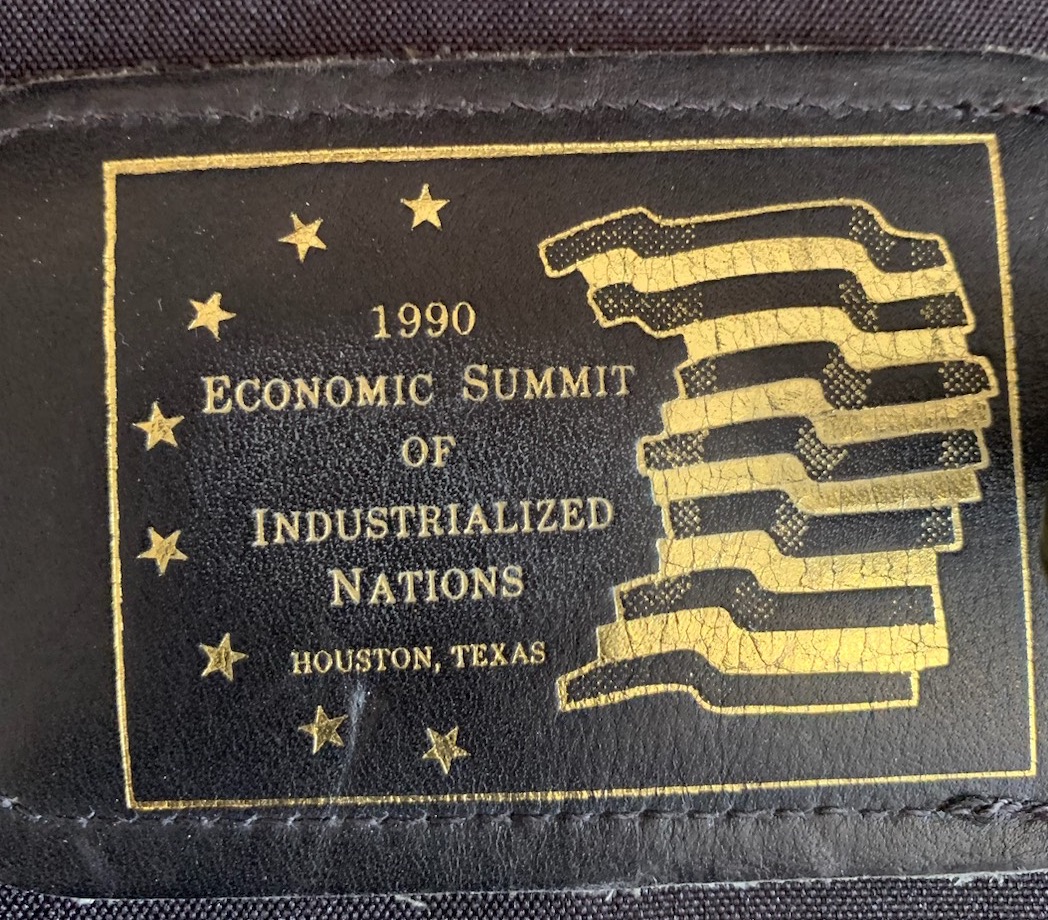 1990
ECONOMIC SUMMIT
OF
INDUSTRIALIZED
NATIONS
HOUSTON, TEXAS